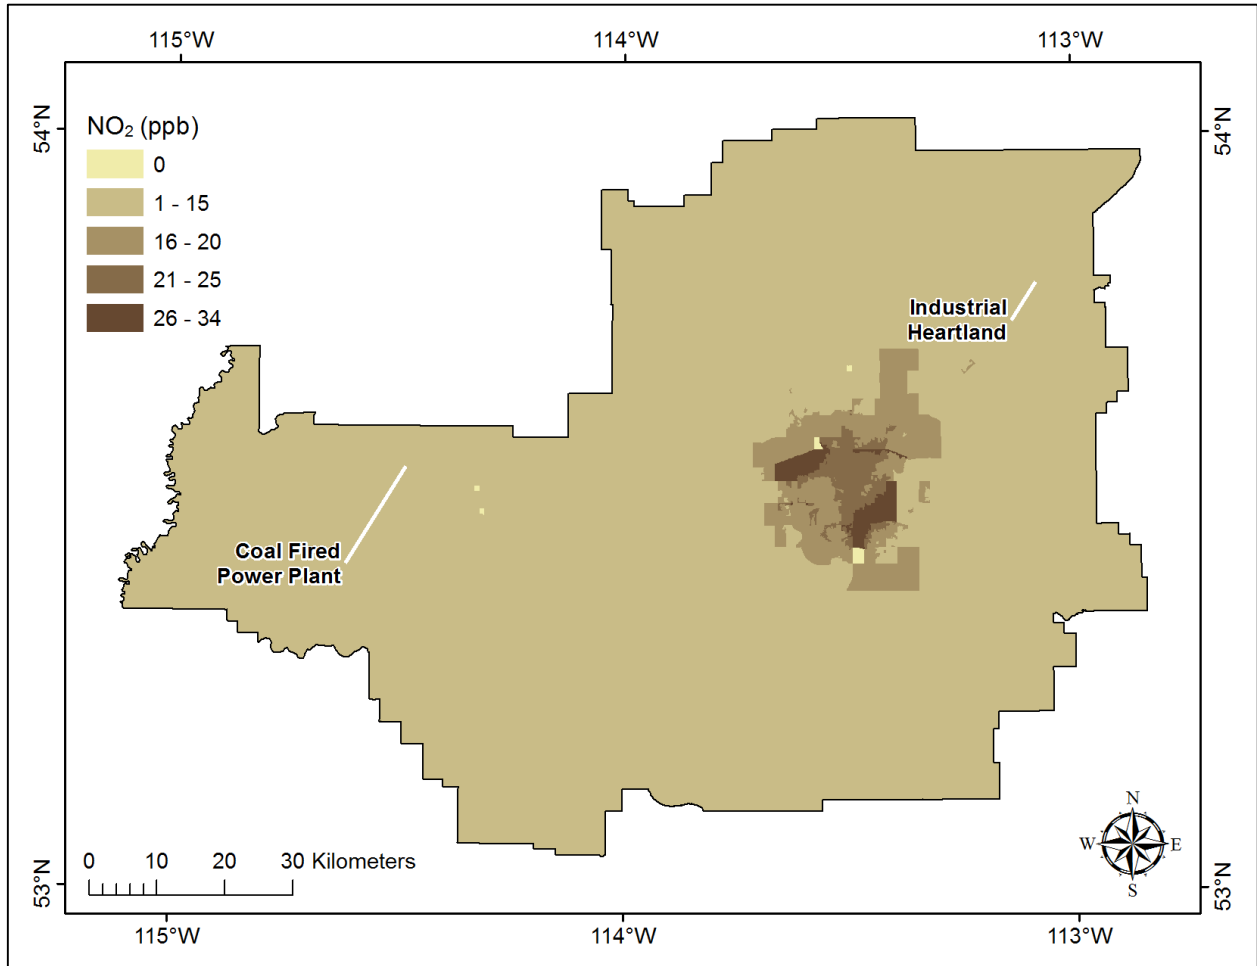 115°W
114°W
113°W
54°N
54°N
NO₂ (ppb)
0
1 - 15
16 - 20
21 - 25
26 - 34
Industrial
Heartland
Coal Fired
Power Plant
N
W
E
S
0
10
20
30 Kilometers
53°N
53°N
115°W
114°W
113°W